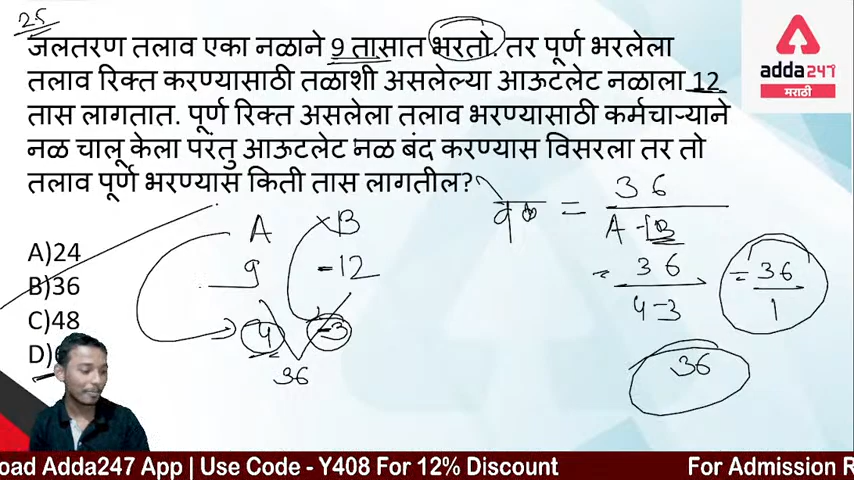 25
जलतरण तलाव एका नळाने 9 तासात भरतो. तर पूर्ण भरलेला
तलाव रिक्त करण्यासाठी तळाशी असलेल्या आऊटलेट नळाला 12
तास लागतात. पूर्ण रिक्त असलेला तलाव भरण्यासाठी कर्मचाऱ्याने
नळ चालू केला परंतु आऊटलेट नळ बंद करण्यास विसरला तर तो
तलाव पूर्ण भरण्यास किती तास लागतील?
A)24
B)36
C)48
D)
A B
9 -12
4 -3
36
= 36
A - B
= 36
4-3
= 36
1
36
adda247
मराठी
oad Adda247 App | Use Code - Y408 For 12% Discount
For Admission R